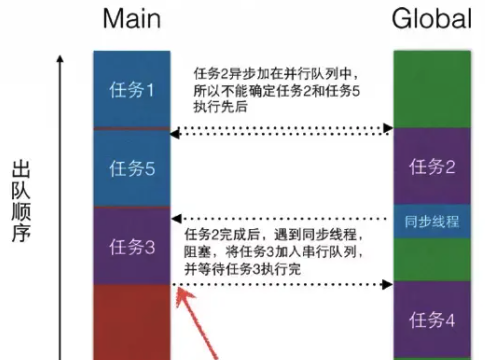 Main
Global
任务1
任务2异步加在并行队列中，
所以不能确定任务2和任务5
执行先后
任务2
任务5
出队顺序
同步线程
任务3
任务2完成后，遇到同步线程，
阻塞，将任务3加入串行队列，
并等待任务3执行完
任务4